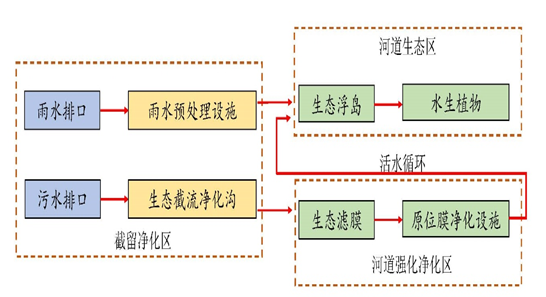 河道生态区
雨水排口
雨水预处理设施
生态浮岛
水生植物
活水循环
污水排口
生态截流净化沟
生态滤膜
原位膜净化设施
截留净化区
河道强化净化区